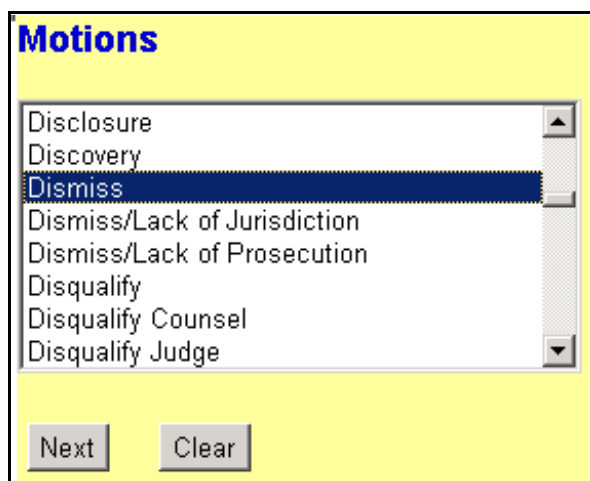 Motions
Disclosure
Discovery
Dismiss
Dismiss/Lack of Jurisdiction
Dismiss/Lack of Prosecution
Disqualify
Disqualify Counsel
Disqualify Judge
Next Clear